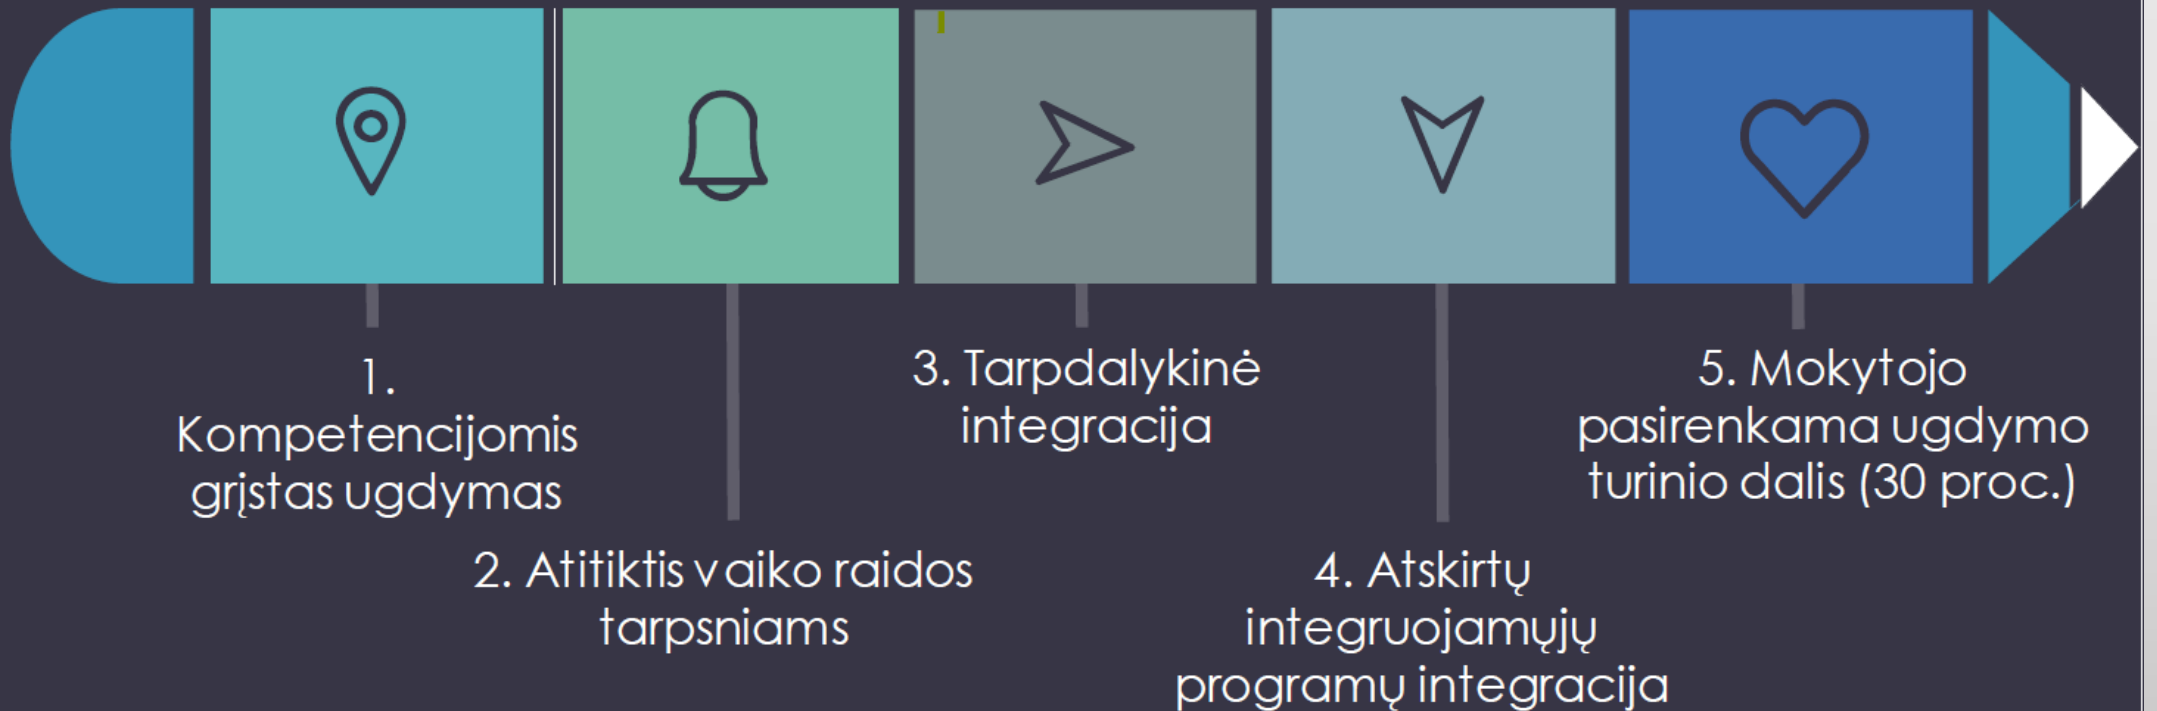 1.
Kompetencijomis
grįstas ugdymas
2. Atitiktis vaiko raidos
tarpsniams
3. Tarpdalykinė
integracija
4. Atskirtų
integruojamųjų
programų integracija
5. Mokytojo
pasirenkama ugdymo
turinio dalis (30 proc.)